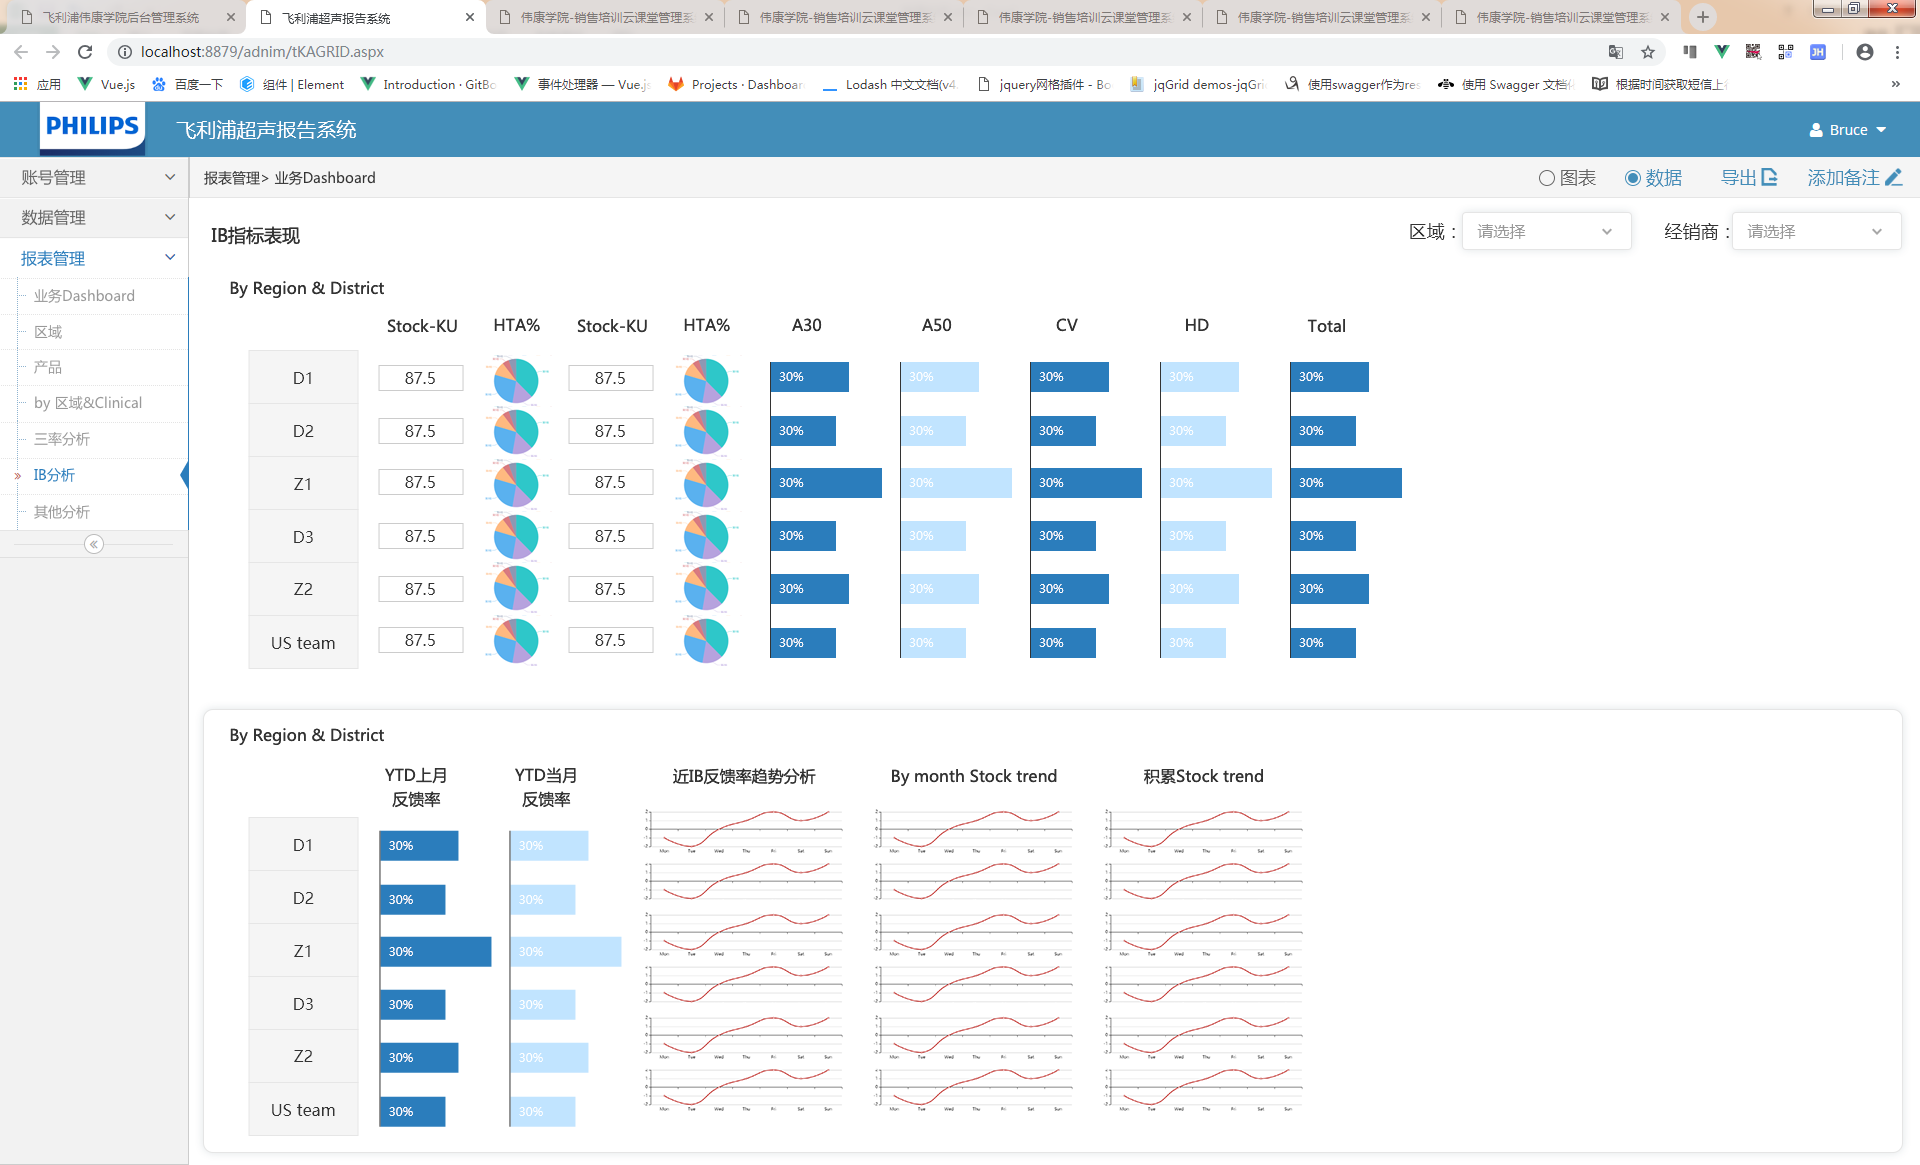 飞利浦伟康学院后台管理系统
飞利浦超声报告系统
伟康学院-销售培训云课堂管理系
伟康学院-销售培训云课堂管理系
伟康学院-销售培训云课堂管理系
伟康学院-销售培训云课堂管理系
伟康学院-销售培训云课堂管理系
localhost:8879/adnim/tKAGRID.aspx
应用
Vue.js
百度一下
组件 | Element
Introduction · GitBo
事件处理器 — Vue.js
Projects · Dashboar
Lodash 中文文档(v4.
jquery网格插件 - Bo
jqGrid demos-jqGri
使用swagger作为res
使用 Swagger 文档
根据时间获取短信上
»
PHILIPS
飞利浦超声报告系统
Bruce
账号管理
数据管理
报表管理
业务Dashboard
区域
产品
by 区域&Clinical
三率分析
» IB分析
其他分析
«
报表管理> 业务Dashboard
图表
数据
导出
添加备注
IB指标表现
区域：
请选择
经销商：
请选择
By Region & District
Stock-KU HTA% Stock-KU HTA% A30 A50 CV HD Total
D1 87.5 87.5 30% 30% 30% 30% 30%
D2 87.5 87.5 30% 30% 30% 30% 30%
Z1 87.5 87.5 30% 30% 30% 30% 30%
D3 87.5 87.5 30% 30% 30% 30% 30%
Z2 87.5 87.5 30% 30% 30% 30% 30%
US team 87.5 87.5 30% 30% 30% 30% 30%
By Region & District
YTD上月
反馈率
YTD当月
反馈率
近IB反馈率趋势分析
By month Stock trend
积累Stock trend
D1 30% 30%
D2 30% 30%
Z1 30% 30%
D3 30% 30%
Z2 30% 30%
US team 30% 30%